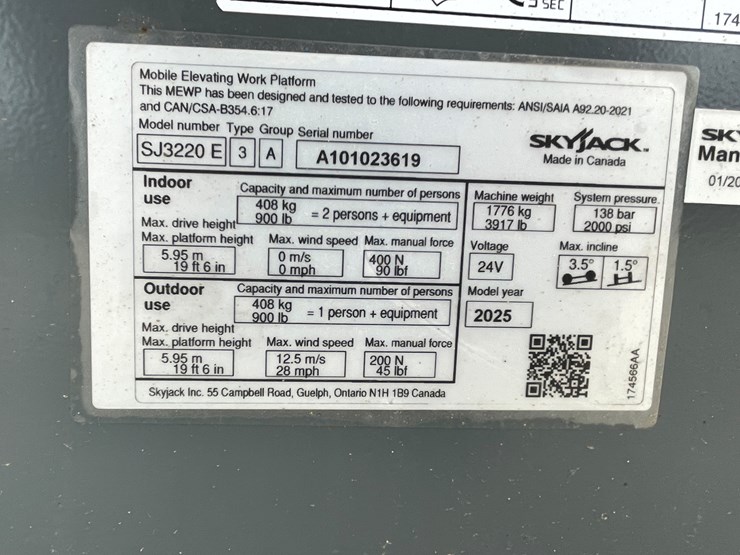 SEC
174
Mobile Elevating Work Platform
This MEWP has been designed and tested to the following requirements: ANSI/SAIA A92.20-2021
and CAN/CSA-B354.6:17
Model number Type Group Serial number
SJ3220 E 3 A A101023619
SKYJACK
Made in Canada
Indoor use
Capacity and maximum number of persons
408 kg
900 lb = 2 persons + equipment
Max. drive height
Max. platform height Max. wind speed Max. manual force
5.95 m 0 m/s 400 N
19 ft 6 in 0 mph 90 lbf
Machine weight System pressure
1776 kg 138 bar
3917 lb 2000 psi
Voltage Max. incline
24V 3.5° 1.5°
Outdoor use
Capacity and maximum number of persons
408 kg
900 lb = 1 person + equipment
Max. drive height
Max. platform height Max. wind speed Max. manual force
5.95 m 12.5 m/s 200 N
19 ft 6 in 28 mph 45 lbf
Model year
2025
174566AA
Skyjack Inc. 55 Campbell Road, Guelph, Ontario N1H 1B9 Canada
SKY
Man
01/20